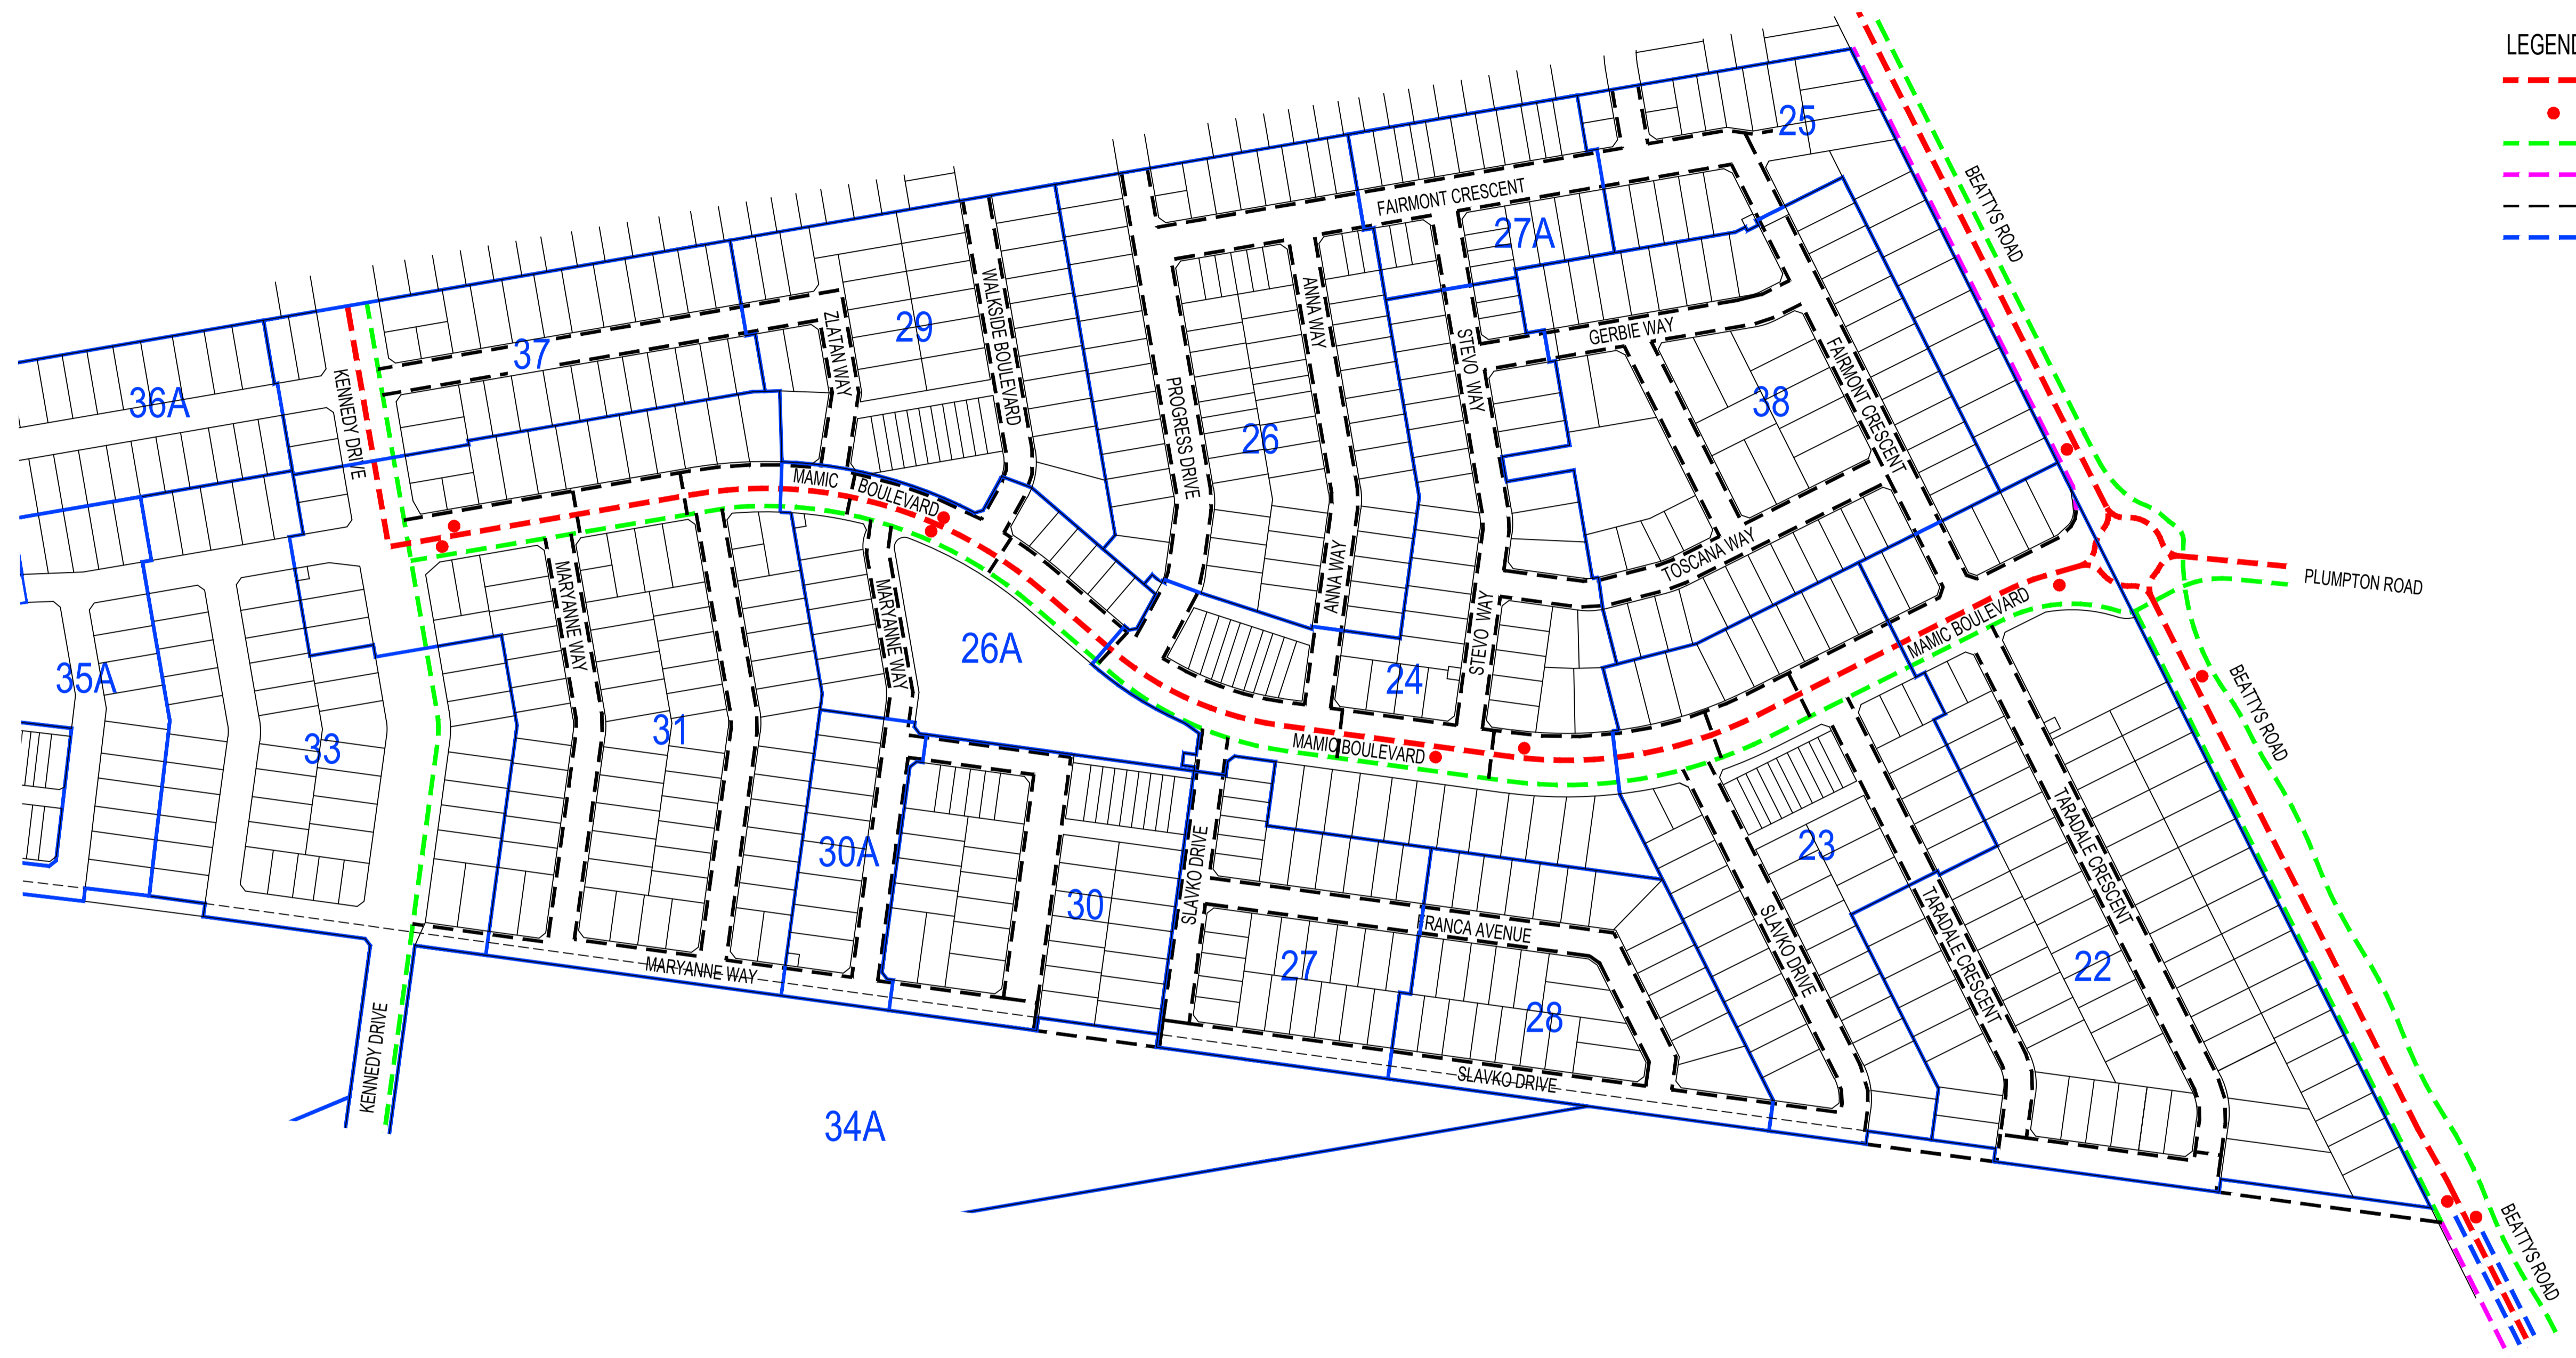 LEGEND
25
BEATTYS ROAD
FAIRMONT CRESCENT
27A
WALKSIDE BOULEVARD
ANNA WAY
ZLATAN WAY
29
37
STEVO WAY
GERBIE WAY
KENNEDY DRIVE
36A
PROGRESS DRIVE
26
38
FAIRMONT CRESCENT
MAMIC BOULEVARD
TOSCANA WAY
PLUMPTON ROAD
MARYANNE WAY
MARYANNE WAY
ANNA WAY
STEVO WAY
MAMIC BOULEVARD
26A
35A
24
BEATTYS ROAD
33
31
MAMIC BOULEVARD
30A
23
TARADALE CRESCENT
SLAVKO DRIVE
30
FRANCA AVENUE
SLAVKO DRIVE
TARADALE CRESCENT
27
22
MARYANNE WAY
28
KENNEDY DRIVE
SLAVKO DRIVE
34A
BEATTYS ROAD